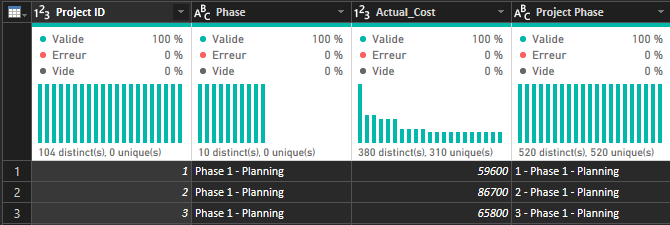 1²3 Project ID ABC Phase 1²3 Actual_Cost ABC Project Phase
Valide 100 % Valide 100 % Valide 100 % Valide 100 %
Erreur 0 % Erreur 0 % Erreur 0 % Erreur 0 %
Vide 0 % Vide 0 % Vide 0 % Vide 0 %
104 distinct(s), 0 unique(s) 10 distinct(s), 0 unique(s) 380 distinct(s), 310 unique(s) 520 distinct(s), 520 unique(s)
1 1 Phase 1 - Planning 59600 1 - Phase 1 - Planning
2 2 Phase 1 - Planning 86700 2 - Phase 1 - Planning
3 3 Phase 1 - Planning 65800 3 - Phase 1 - Planning